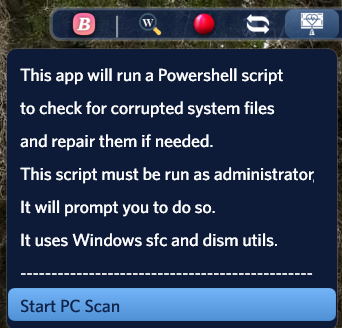 B
W
This app will run a Powershell script
to check for corrupted system files
and repair them if needed.
This script must be run as administrator,
It will prompt you to do so.
It uses Windows sfc and dism utils.
------------------------------------------------
Start PC Scan